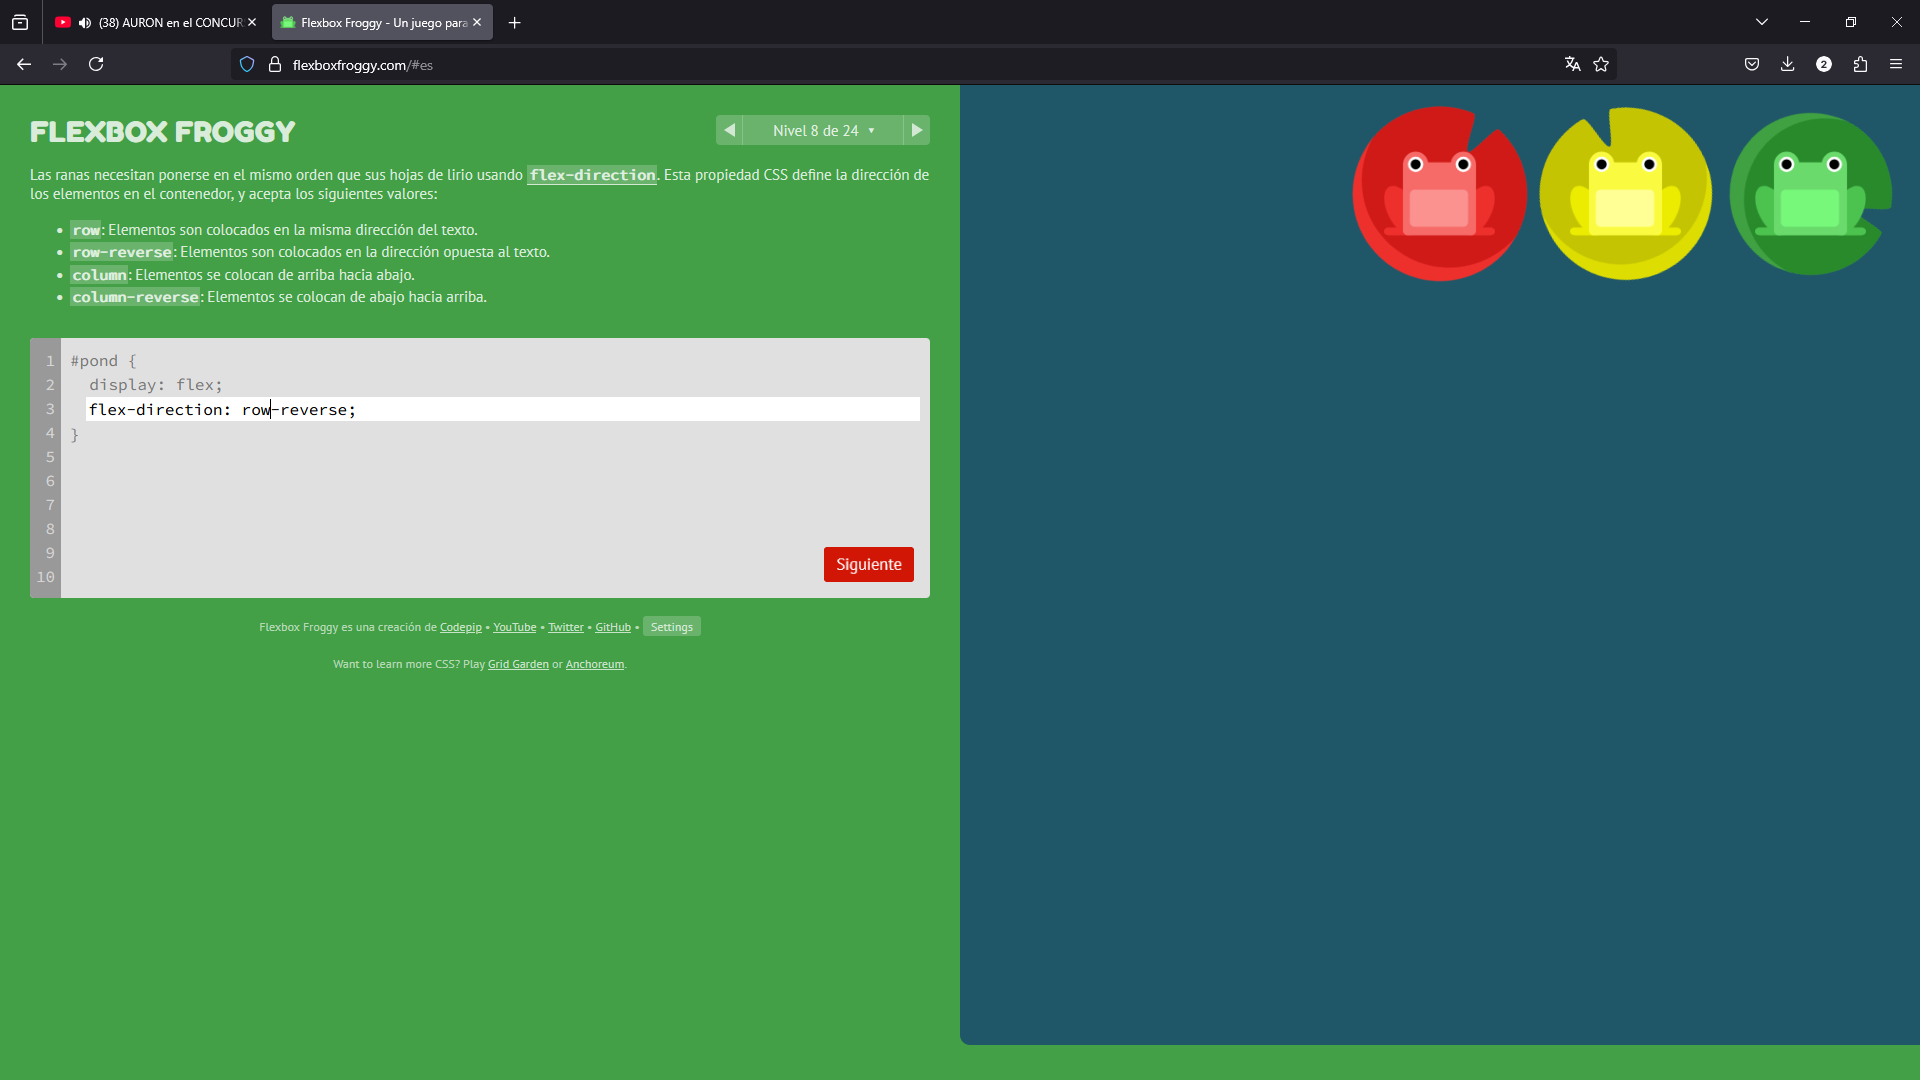 (38) AURON en el CONCUR
Flexbox Froggy - Un juego para
flexboxfroggy.com/#es
2
FLEXBOX FROGGY
Nivel 8 de 24 ▼
Las ranas necesitan ponerse en el mismo orden que sus hojas de lirio usando flex-direction. Esta propiedad CSS define la dirección de
los elementos en el contenedor, y acepta los siguientes valores:
• row: Elementos son colocados en la misma dirección del texto.
• row-reverse: Elementos son colocados en la dirección opuesta al texto.
• column: Elementos se colocan de arriba hacia abajo.
• column-reverse: Elementos se colocan de abajo hacia arriba.
1 #pond {
2 display: flex;
3 flex-direction: row-reverse;
4 }
5
6
7
8
9
10
Siguiente
Flexbox Froggy es una creación de Codepip • YouTube • Twitter • GitHub • Settings
Want to learn more CSS? Play Grid Garden or Anchoreum.